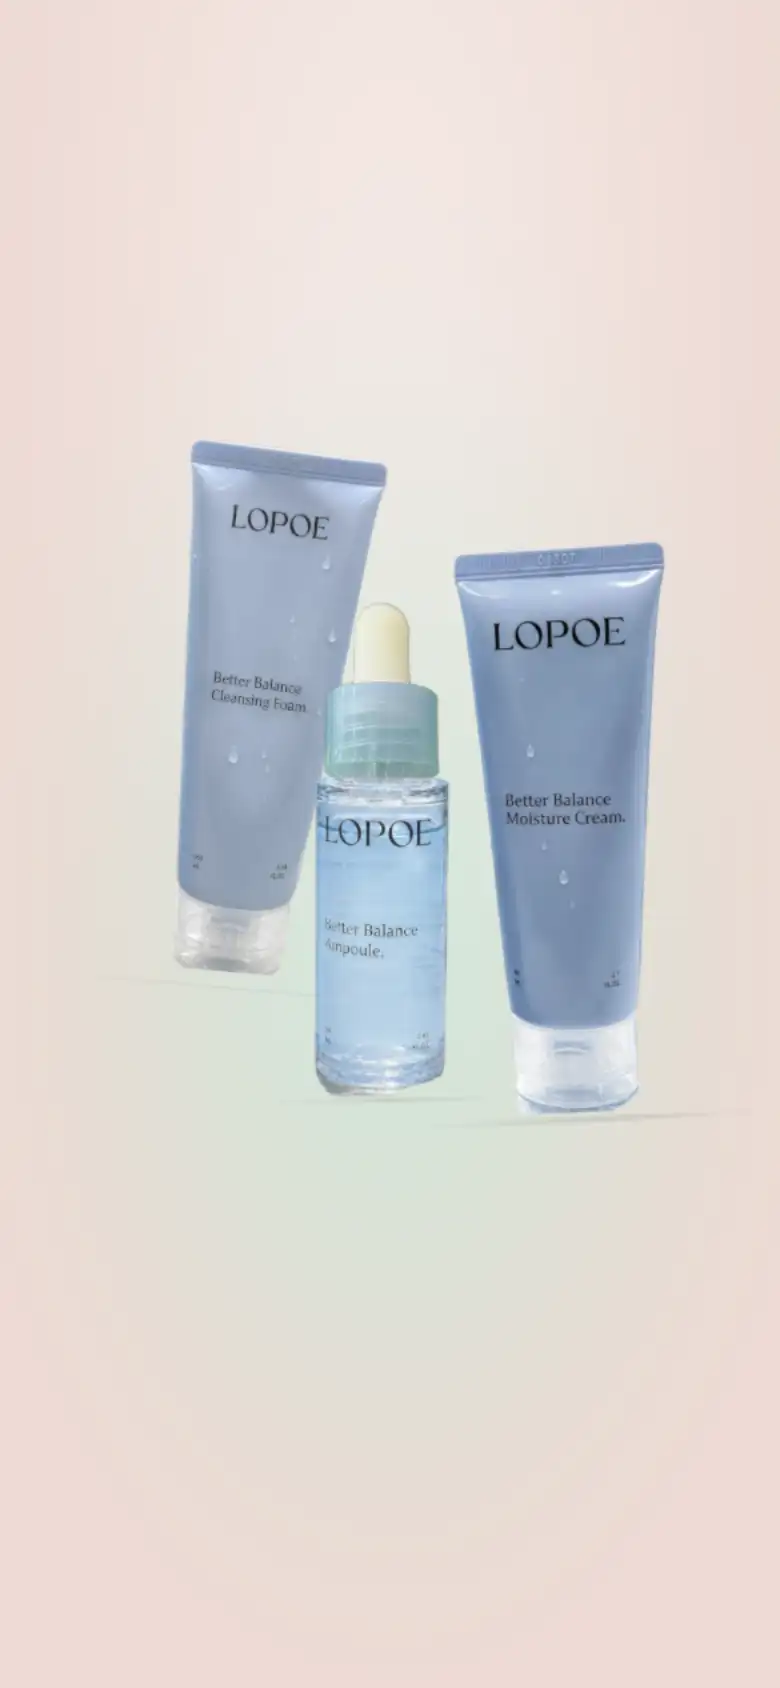 LOPOE
Better Balance
Cleansing Foam.
LOPOE
Better Balance
Ampoule.
LOPOE
Better Balance
Moisture Cream.